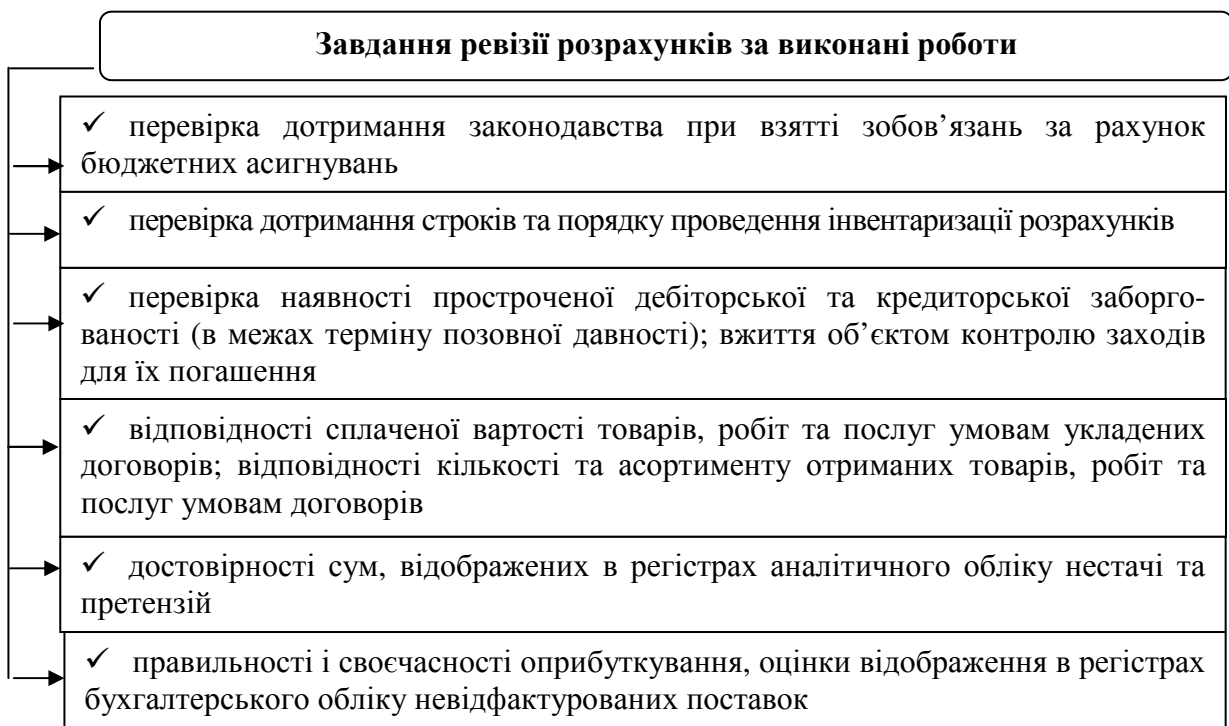 Завдання ревізії розрахунків за виконані роботи
✓ перевірка дотримання законодавства при взятті зобов’язань за рахунок
бюджетних асигнувань
✓ перевірка дотримання строків та порядку проведення інвентаризації розрахунків
✓ перевірка наявності простроченої дебіторської та кредиторської заборго-
ваності (в межах терміну позовної давності); вжиття об’єктом контролю заходів
для їх погашення
✓ відповідності сплаченої вартості товарів, робіт та послуг умовам укладених
договорів; відповідності кількості та асортименту отриманих товарів, робіт та
послуг умовам договорів
✓ достовірності сум, відображених в регістрах аналітичного обліку нестачі та
претензій
✓ правильності і своєчасності оприбуткування, оцінки відображення в регістрах
бухгалтерського обліку невідфактурованих поставок